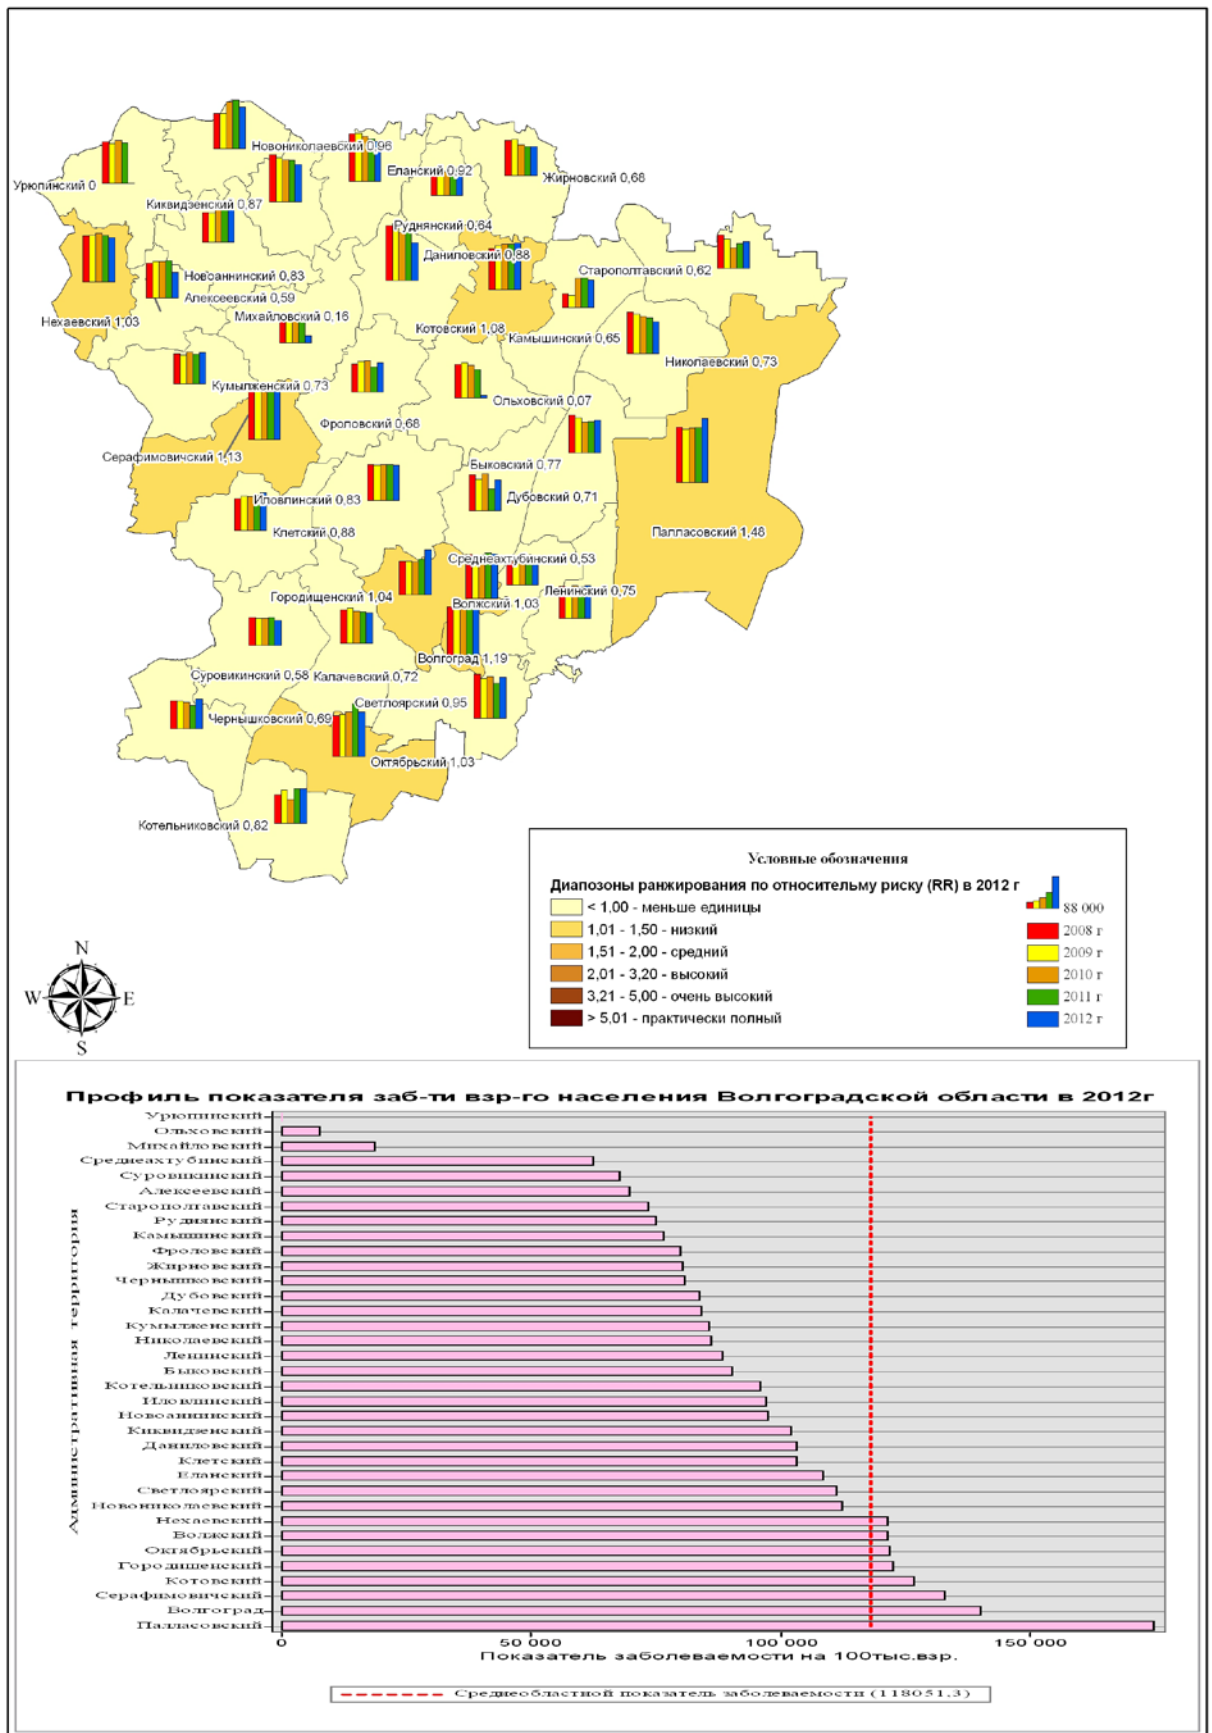 Новониколаевский 0,96
Еланский 0,92
Жирновский 0,68
Урюпинский 0
Киквидзенский 0,87
Руднянский 0,64
Даниловский 0,88
Старополтавский 0,62
Новоаннинский 0,83
Алексеевский 0,59
Михайловский 0,16
Нехаевский 1,03
Котовский 1,08
Камышинский 0,65
Николаевский 0,73
Кумылженский 0,73
Ольховский 0,07
Фроловский 0,68
Серафимовичский 1,13
Быковский 0,77
Иловлинский 0,83
Дубовский 0,71
Клетский 0,88
Палласовский 1,48
Среднеахтубинский 0,53
Ленинский 0,75
Городищенский 1,04
Волжский 1,03
Волгоград 1,19
Суровикинский 0,58
Калачевский 0,72
Светлоярский 0,95
Чернышковский 0,69
Октябрьский 1,03
Котельниковский 0,82
Условные обозначения
Диапозоны ранжирования по относительму риску (RR) в 2012 г
< 1,00 - меньше единицы
1,01 - 1,50 - низкий
1,51 - 2,00 - средний
2,01 - 3,20 - высокий
3,21 - 5,00 - очень высокий
> 5,01 - практически полный
88 000
2008 г
2009 г
2010 г
2011 г
2012 г
N
W
E
S
Профиль показателя заб-ти взр-го населения Волгоградской области в 2012г
Административная территория
Урюпинский
Ольховский
Михайловский
Среднеахтубинский
Суровикинский
Алексеевский
Старополтавский
Руднянский
Камышинский
Фроловский
Жирновский
Чернышковский
Дубовский
Калачевский
Кумылженский
Николаевский
Ленинский
Быковский
Котельниковский
Иловлинский
Новоаннинский
Киквидзенский
Даниловский
Клетский
Еланский
Светлоярский
Новониколаевский
Нехаевский
Волжский
Октябрьский
Городищенский
Котовский
Серафимовичский
Волгоград
Палласовский
0 50 000 100 000 150 000
Показатель заболеваемости на 100тыс.взр.
Среднеобластной показатель заболеваемости (118051,3)